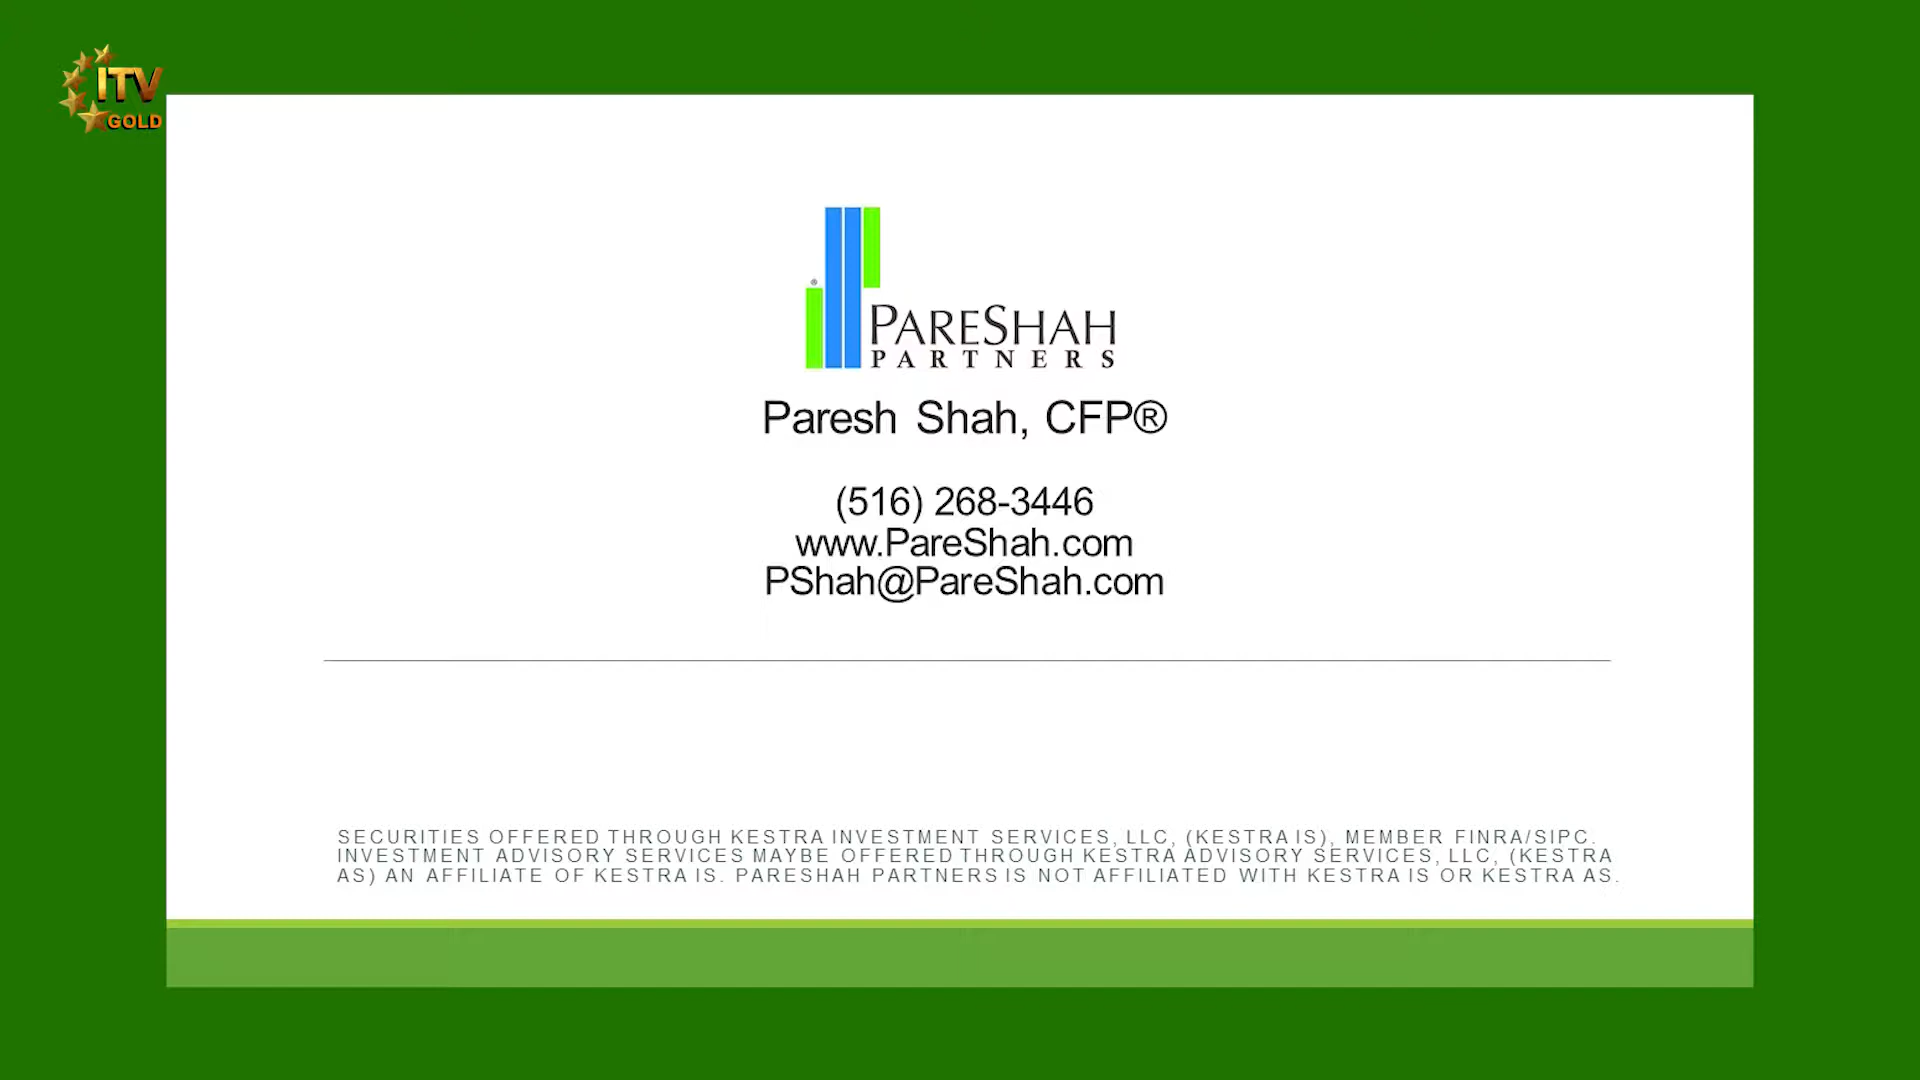 ITV
GOLD
®
PARESHAH
PARTNERS
Paresh Shah, CFP®
(516) 268-3446
www.PareShah.com
PShah@PareShah.com
SECURITIES OFFERED THROUGH KESTRA INVESTMENT SERVICES, LLC, (KESTRA IS), MEMBER FINRA/SIPC.
INVESTMENT ADVISORY SERVICES MAYBE OFFERED THROUGH KESTRA ADVISORY SERVICES, LLC, (KESTRA
AS) AN AFFILIATE OF KESTRA IS. PARESHAH PARTNERS IS NOT AFFILIATED WITH KESTRA IS OR KESTRA AS.